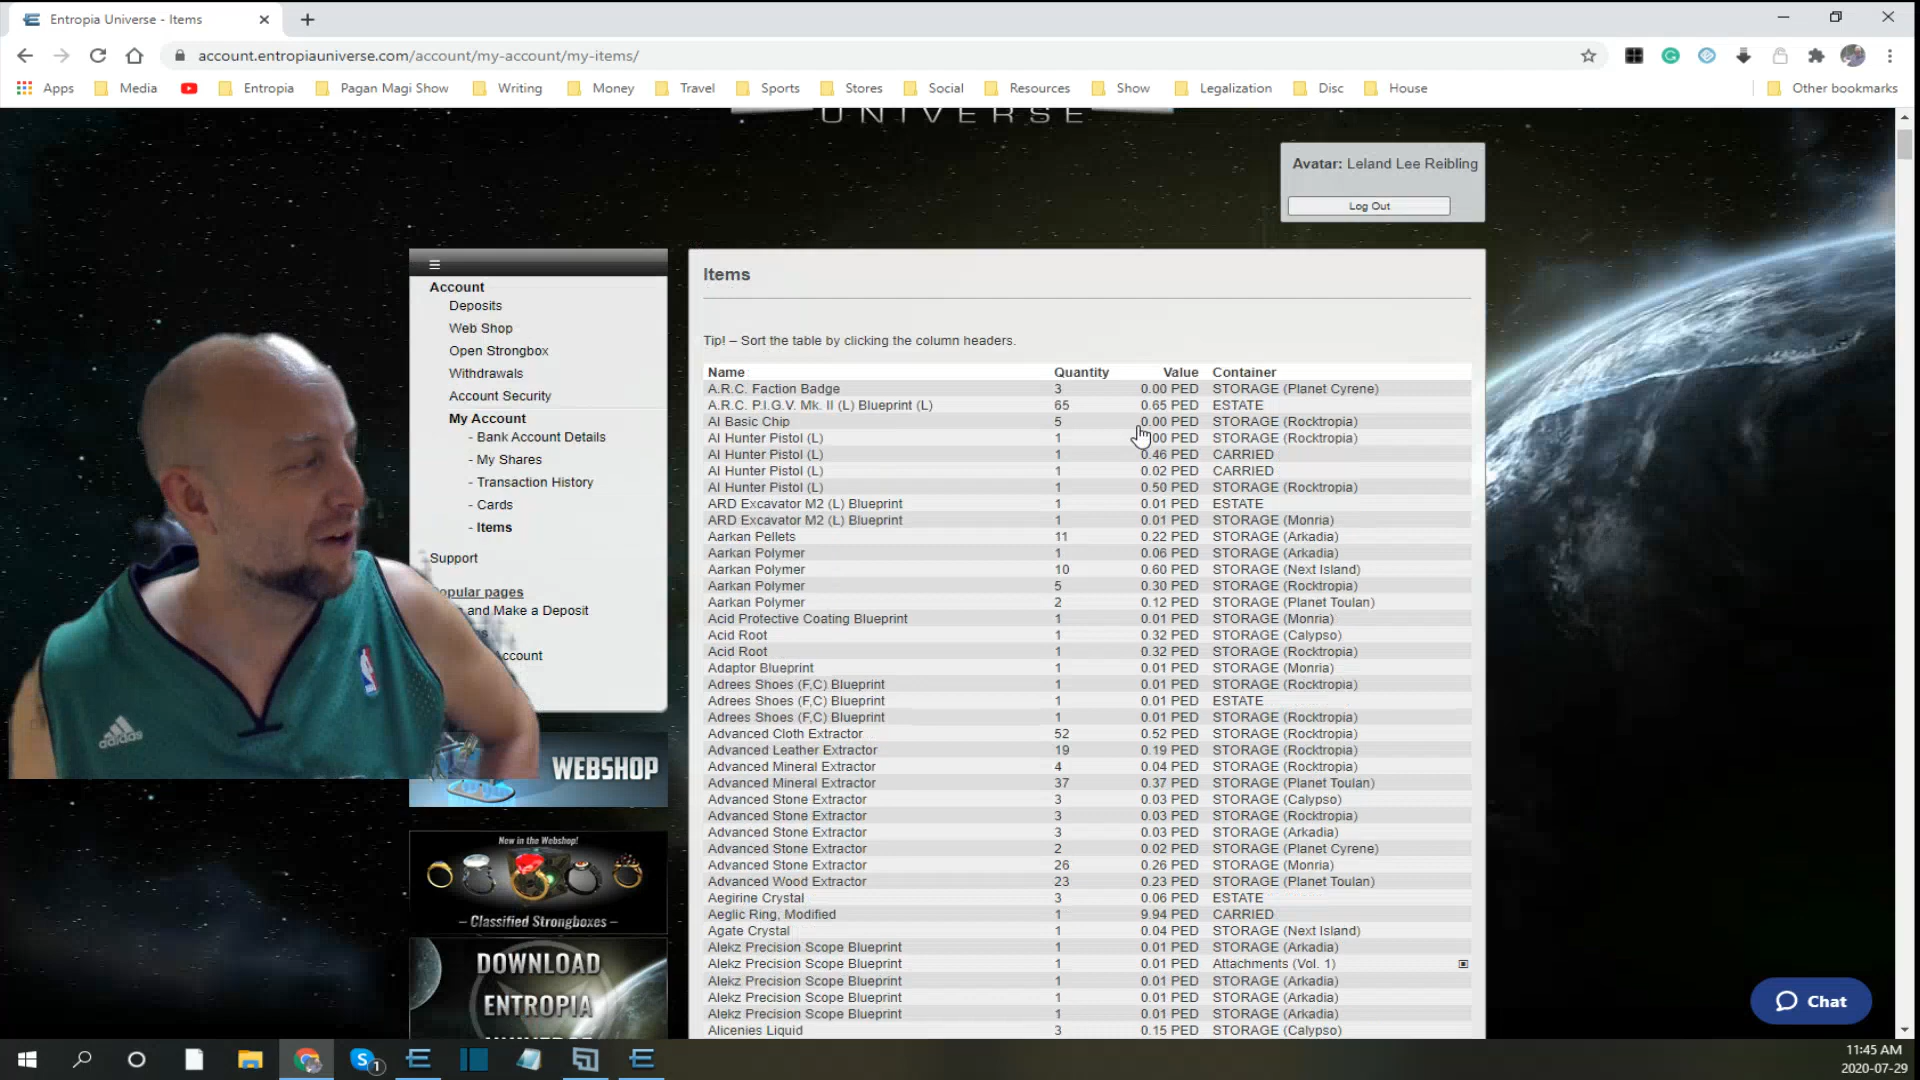 Entropia Universe - Items
account.entropiauniverse.com/account/my-account/my-items/
Apps Media Entropia Pagan Magi Show Writing Money Travel Sports Stores Social Resources Show Legalization Disc House Other bookmarks
UNIVERSE
Avatar: Leland Lee Reibling
Log Out
Account
Deposits
Web Shop
Open Strongbox
Withdrawals
Account Security
My Account
- Bank Account Details
- My Shares
- Transaction History
- Cards
- Items
Support
opular pages
and Make a Deposit
ccount
WEBSHOP
New in the Webshop!
– Classified Strongboxes –
DOWNLOAD
ENTROPIA
Items
Tip! – Sort the table by clicking the column headers.
Name Quantity Value Container
A.R.C. Faction Badge 3 0.00 PED STORAGE (Planet Cyrene)
A.R.C. P.I.G.V. Mk. II (L) Blueprint (L) 65 0.65 PED ESTATE
AI Basic Chip 5 0.00 PED STORAGE (Rocktropia)
AI Hunter Pistol (L) 1 00 PED STORAGE (Rocktropia)
AI Hunter Pistol (L) 1 0.46 PED CARRIED
AI Hunter Pistol (L) 1 0.02 PED CARRIED
AI Hunter Pistol (L) 1 0.50 PED STORAGE (Rocktropia)
ARD Excavator M2 (L) Blueprint 1 0.01 PED ESTATE
ARD Excavator M2 (L) Blueprint 1 0.01 PED STORAGE (Monria)
Aarkan Pellets 11 0.22 PED STORAGE (Arkadia)
Aarkan Polymer 1 0.06 PED STORAGE (Arkadia)
Aarkan Polymer 10 0.60 PED STORAGE (Next Island)
Aarkan Polymer 5 0.30 PED STORAGE (Rocktropia)
Aarkan Polymer 2 0.12 PED STORAGE (Planet Toulan)
Acid Protective Coating Blueprint 1 0.01 PED STORAGE (Monria)
Acid Root 1 0.32 PED STORAGE (Calypso)
Acid Root 1 0.32 PED STORAGE (Rocktropia)
Adaptor Blueprint 1 0.01 PED STORAGE (Monria)
Adrees Shoes (F,C) Blueprint 1 0.01 PED STORAGE (Rocktropia)
Adrees Shoes (F,C) Blueprint 1 0.01 PED ESTATE
Adrees Shoes (F,C) Blueprint 1 0.01 PED STORAGE (Rocktropia)
Advanced Cloth Extractor 52 0.52 PED STORAGE (Rocktropia)
Advanced Leather Extractor 19 0.19 PED STORAGE (Rocktropia)
Advanced Mineral Extractor 4 0.04 PED STORAGE (Rocktropia)
Advanced Mineral Extractor 37 0.37 PED STORAGE (Planet Toulan)
Advanced Stone Extractor 3 0.03 PED STORAGE (Calypso)
Advanced Stone Extractor 3 0.03 PED STORAGE (Rocktropia)
Advanced Stone Extractor 3 0.03 PED STORAGE (Arkadia)
Advanced Stone Extractor 2 0.02 PED STORAGE (Planet Cyrene)
Advanced Stone Extractor 26 0.26 PED STORAGE (Monria)
Advanced Wood Extractor 23 0.23 PED STORAGE (Planet Toulan)
Aegirine Crystal 3 0.06 PED ESTATE
Aeglic Ring, Modified 1 9.94 PED CARRIED
Agate Crystal 1 0.04 PED STORAGE (Next Island)
Alekz Precision Scope Blueprint 1 0.01 PED STORAGE (Arkadia)
Alekz Precision Scope Blueprint 1 0.01 PED Attachments (Vol. 1)
Alekz Precision Scope Blueprint 1 0.01 PED STORAGE (Arkadia)
Alekz Precision Scope Blueprint 1 0.01 PED STORAGE (Arkadia)
Alekz Precision Scope Blueprint 1 0.01 PED STORAGE (Arkadia)
Alicenies Liquid 3 0.15 PED STORAGE (Calypso)
adidas
Chat
1
11:45 AM
2020-07-29